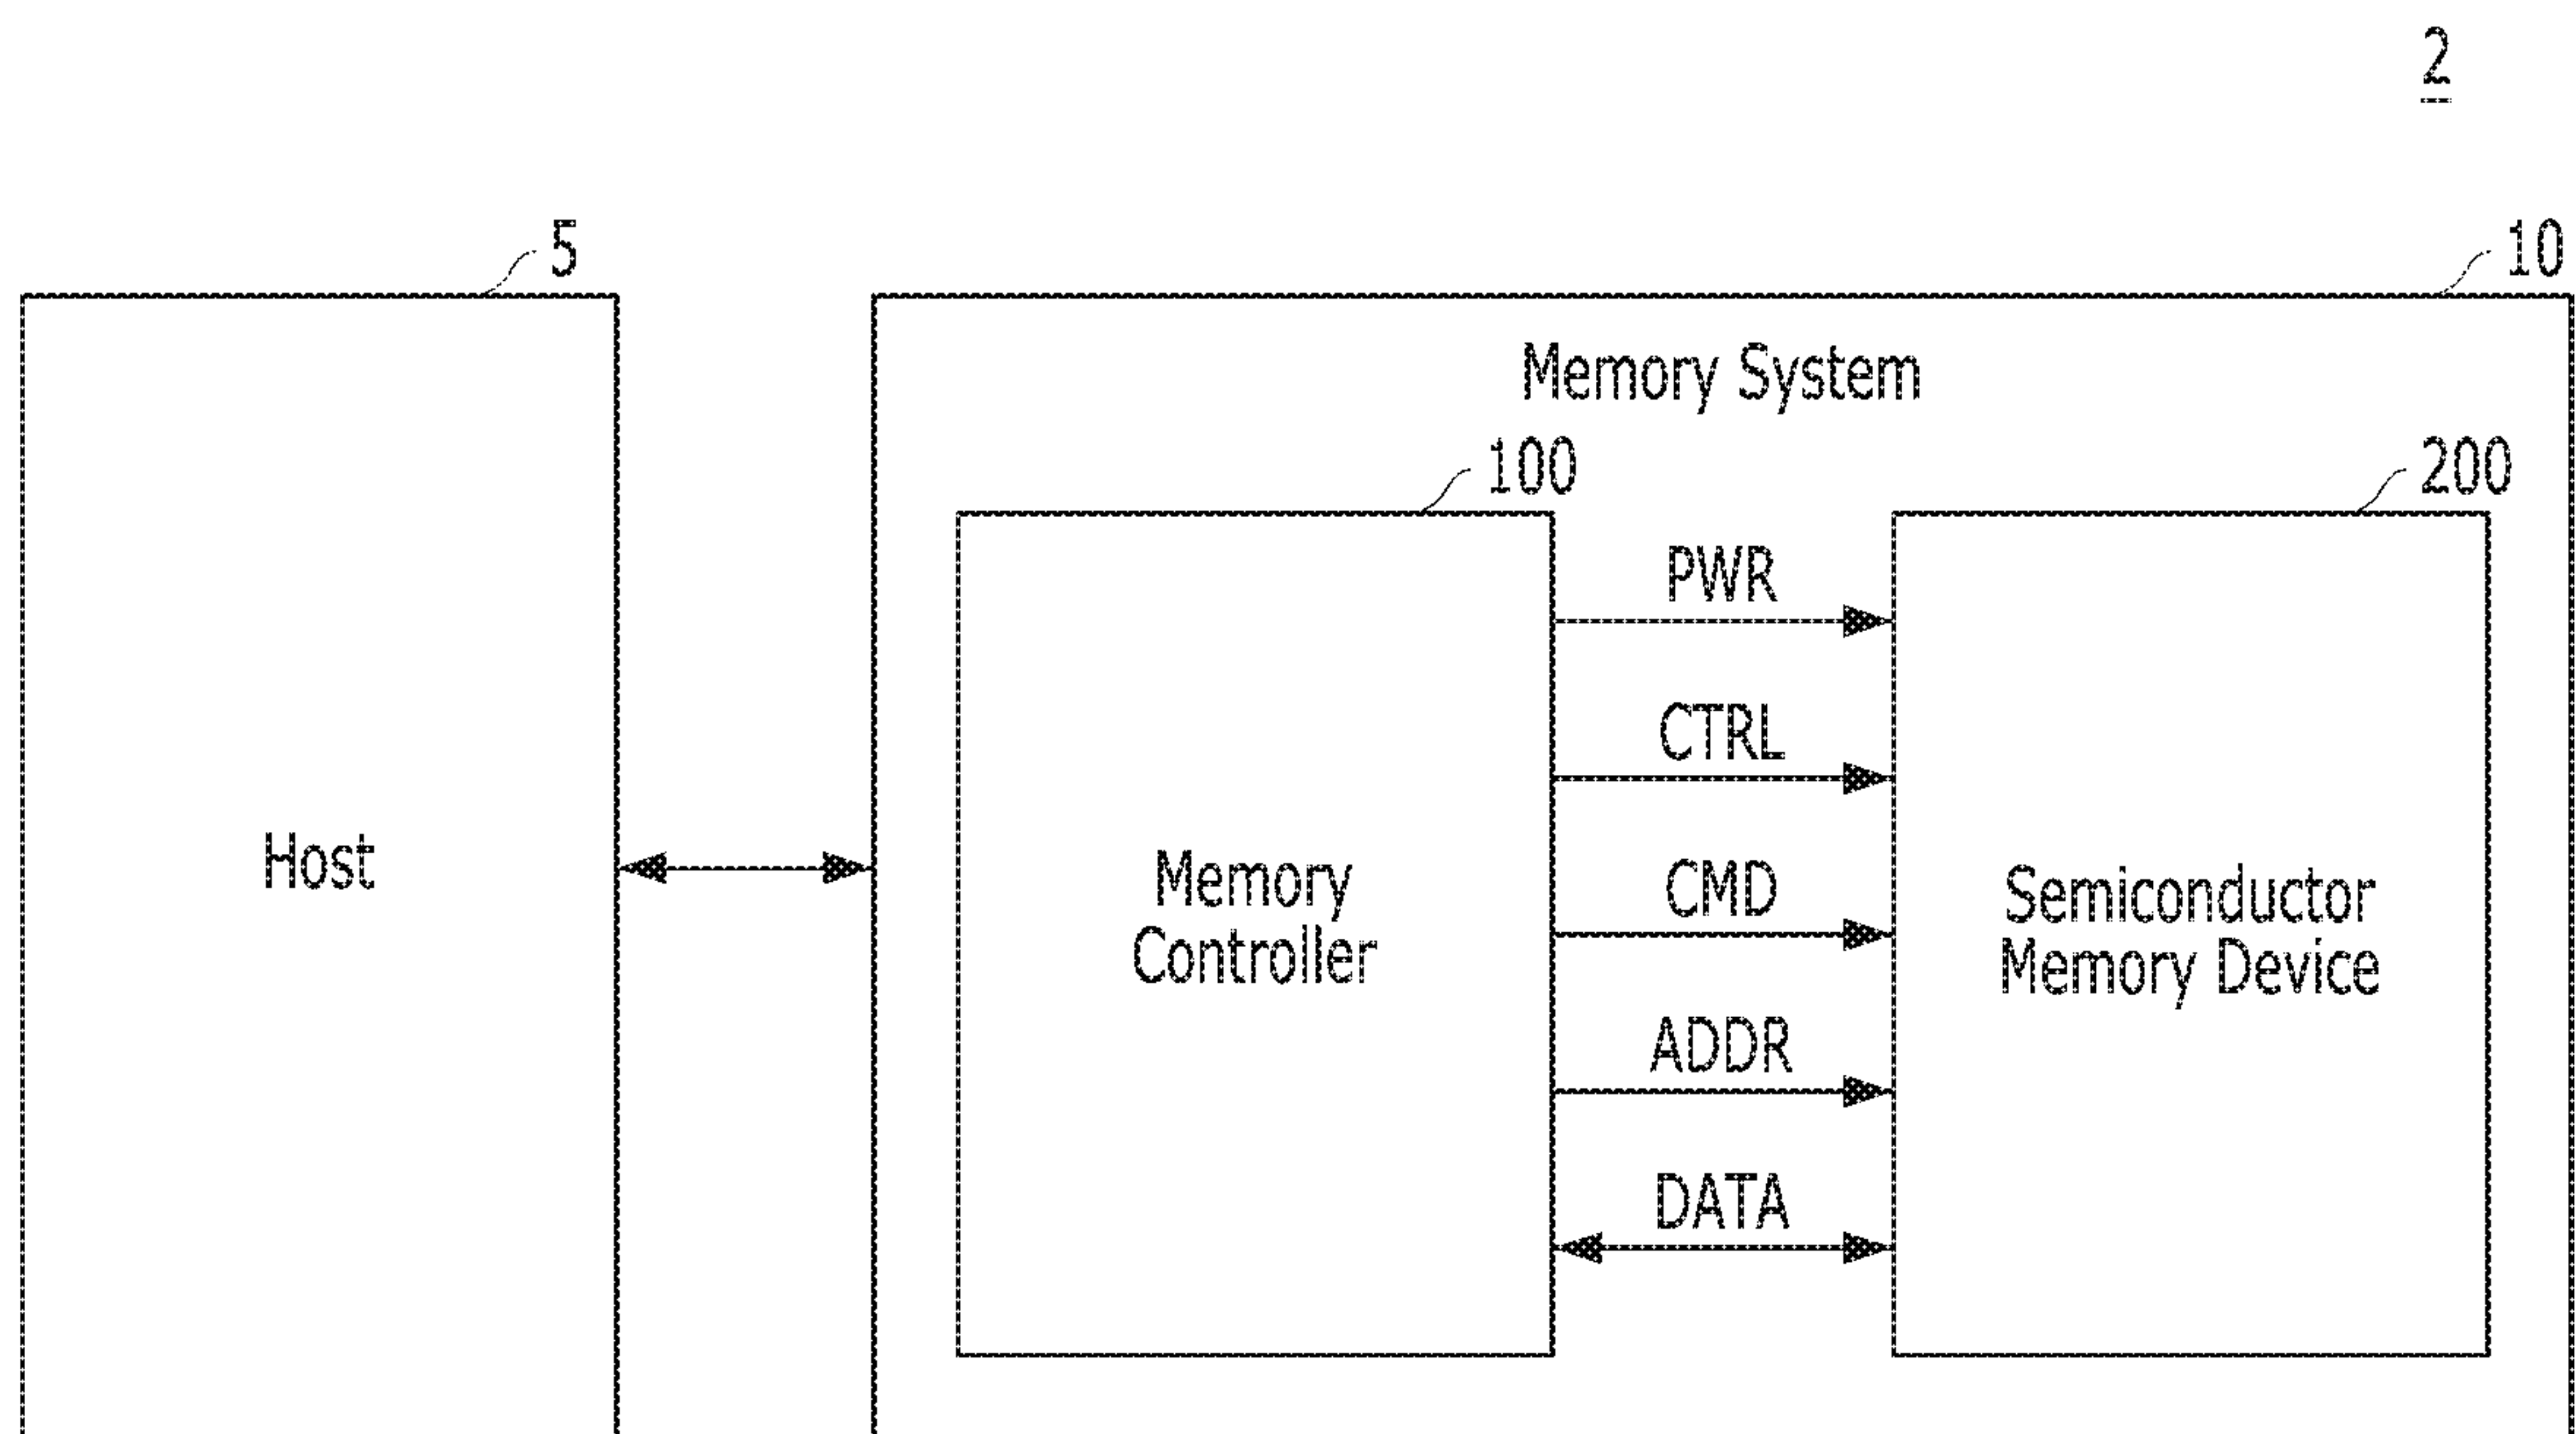 2
5
10
Memory System
100
200
PWR
CTRL
Host
CMD
Memory
Controller
Semiconductor
Memory Device
ADDR
DATA